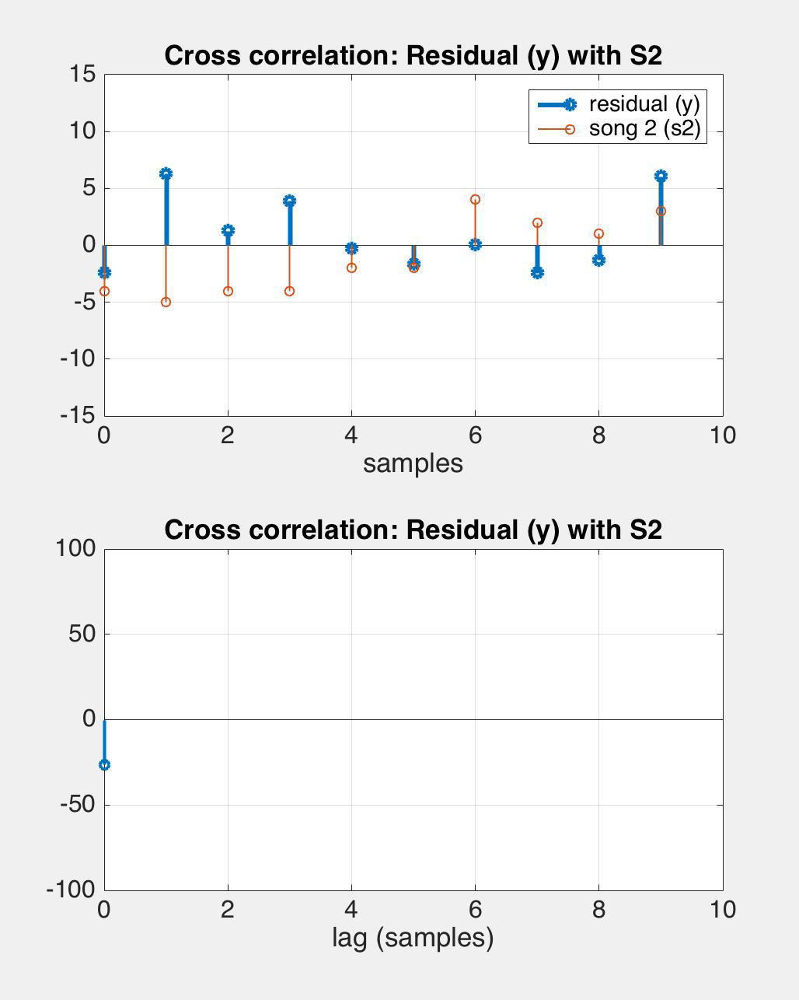 Cross correlation: Residual (y) with S2
15
10
5
0
-5
-10
-15
residual (y)
song 2 (s2)
0 2 4 6 8 10
samples
Cross correlation: Residual (y) with S2
100
50
0
-50
-100
0 2 4 6 8 10
lag (samples)